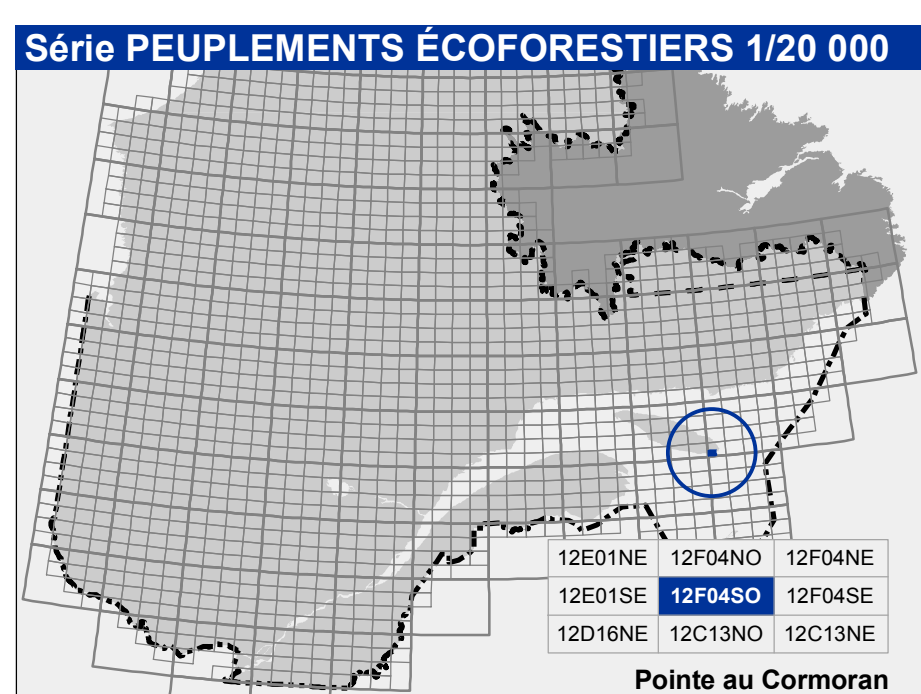 Série PEUPLEMENTS ÉCOFORESTIERS 1/20 000
12E01NE 12F04NO 12F04NE
12E01SE 12F04SO 12F04SE
12D16NE 12C13NO 12C13NE
Pointe au Cormoran